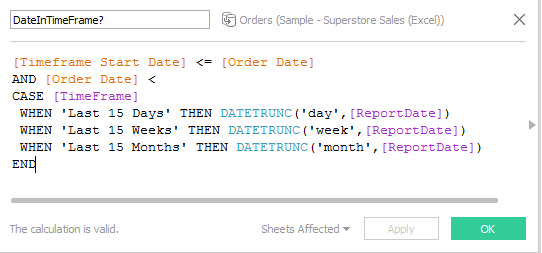 DateInTimeFrame?
Orders (Sample - Superstore Sales (Excel))
[Timeframe Start Date] <= [Order Date]
AND [Order Date] <
CASE [TimeFrame]
WHEN 'Last 15 Days' THEN DATETRUNC('day',[ReportDate])
WHEN 'Last 15 Weeks' THEN DATETRUNC('week',[ReportDate])
WHEN 'Last 15 Months' THEN DATETRUNC('month',[ReportDate])
END
The calculation is valid.
Sheets Affected
Apply
OK